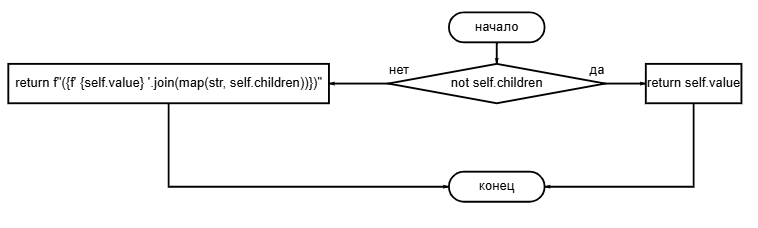 начало
нет
да
return f"({f' {self.value} '.join(map(str, self.children))})"
not self.children
return self.value
конец